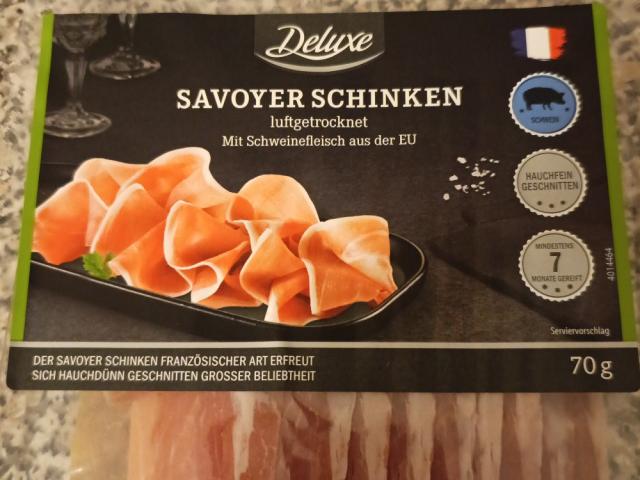 Deluxe
SAVOYER SCHINKEN
luftgetrocknet
Mit Schweinefleisch aus der EU
SCHWEIN
HAUCHFEIN
GESCHNITTEN
MINDESTENS
7
MONATE GEREIFT
4014464
Serviervorschlag
DER SAVOYER SCHINKEN FRANZÖSISCHER ART ERFREUT
SICH HAUCHDÜNN GESCHNITTEN GROSSER BELIEBTHEIT
70 g